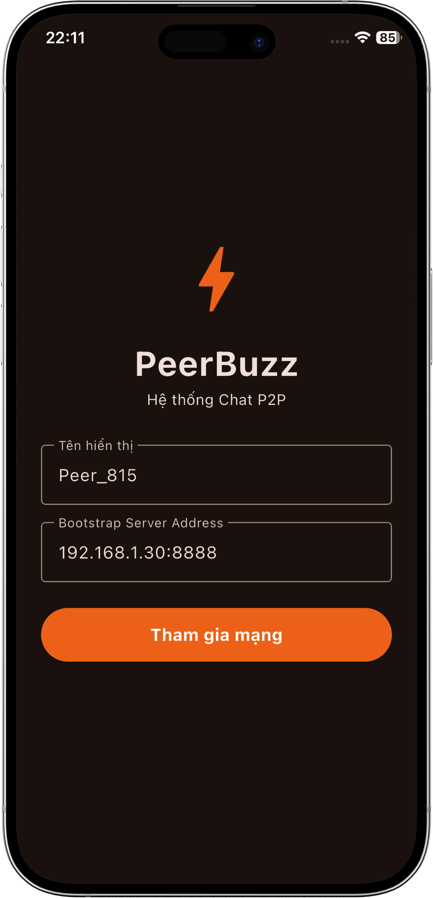 22:11
85
PeerBuzz
Hệ thống Chat P2P
Tên hiển thị
Peer_815
Bootstrap Server Address
192.168.1.30:8888
Tham gia mạng